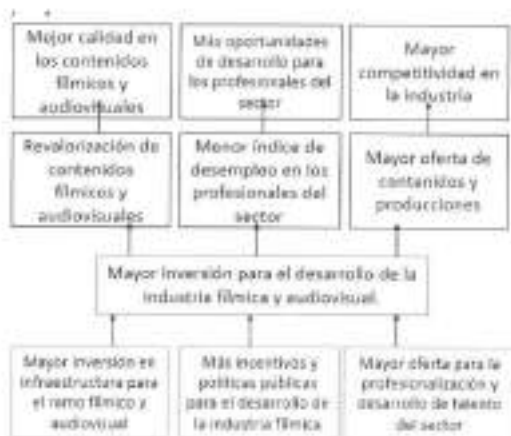 Mejor calidad en
los contenidos
fílmicos y
audiovisuales
Más oportunidades
de desarrollo para
los profesionales del
sector
Mayor
competitividad en
la industria
Revalorización de
contenidos
fílmicos y
audiovisuales
Menor índice de
desempleo en los
profesionales del
sector
Mayor oferta de
contenidos y
producciones
Mayor inversión para el desarrollo de la
industria fílmica y audiovisual.
Mayor inversión en
infraestructura para
el ramo fílmico y
audiovisual
Más incentivos y
políticas públicas
para el desarrollo de
la industria fílmica
Mayor oferta para la
profesionalización y
desarrollo de talento
del sector